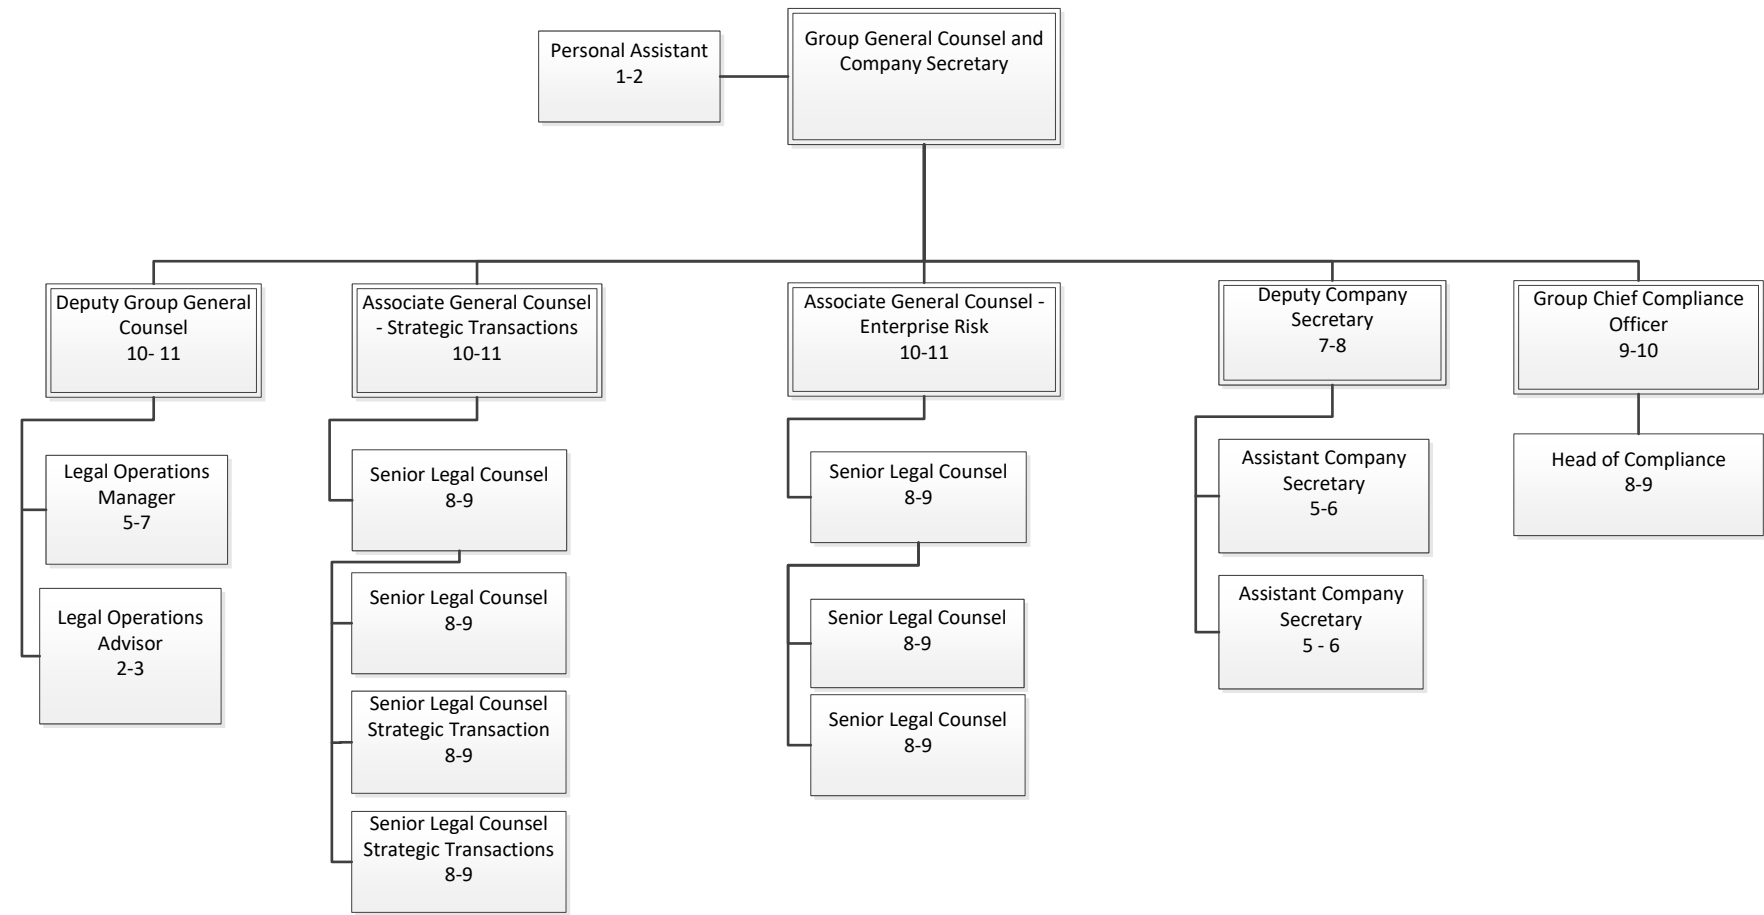 Personal Assistant
1-2
Group General Counsel and
Company Secretary
Deputy Group General
Counsel
10- 11
Associate General Counsel
- Strategic Transactions
10-11
Associate General Counsel -
Enterprise Risk
10-11
Deputy Company
Secretary
7-8
Group Chief Compliance
Officer
9-10
Legal Operations
Manager
5-7
Legal Operations
Advisor
2-3
Senior Legal Counsel
8-9
Senior Legal Counsel
8-9
Senior Legal Counsel
Strategic Transaction
8-9
Senior Legal Counsel
Strategic Transactions
8-9
Senior Legal Counsel
8-9
Senior Legal Counsel
8-9
Senior Legal Counsel
8-9
Assistant Company
Secretary
5-6
Assistant Company
Secretary
5 - 6
Head of Compliance
8-9